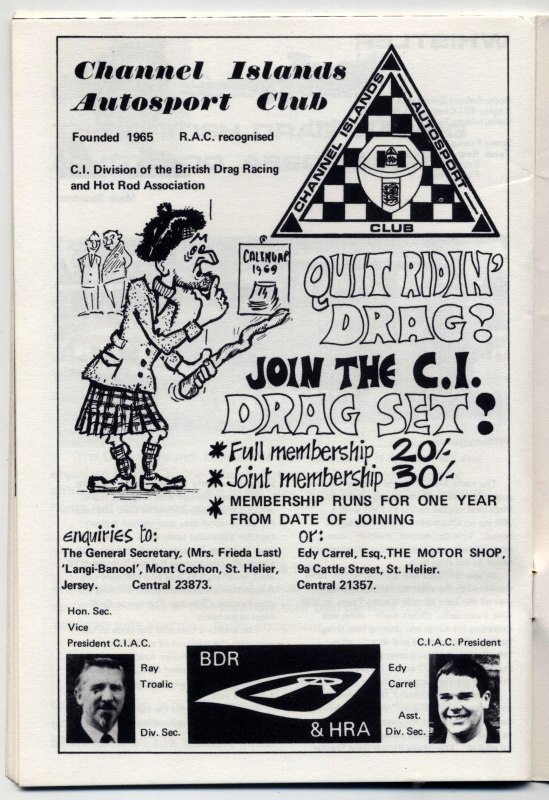 Channel Islands
Autosport Club
Founded 1965 R.A.C. recognised
C.I. Division of the British Drag Racing
and Hot Rod Association
CHANNEL ISLANDS
AUTOSPORT
CLUB
CALENDAR
1969
QUIT RIDIN'
DRAG!
JOIN THE C.I.
DRAG SET!
* Full membership 20/-
* Joint membership 30/-
* MEMBERSHIP RUNS FOR ONE YEAR
* FROM DATE OF JOINING
enquiries to:
The General Secretary, (Mrs. Frieda Last)
'Langi-Banool', Mont Cochon, St. Helier,
Jersey. Central 23873.
or:
Edy Carrel, Esq.,THE MOTOR SHOP,
9a Cattle Street, St. Helier.
Central 21357.
Hon. Sec.
Vice
President C.I.A.C.
Ray
Troalic
Div. Sec.
BDR
& HRA
C.I.A.C. President
Edy
Carrel
Asst.
Div. Sec.